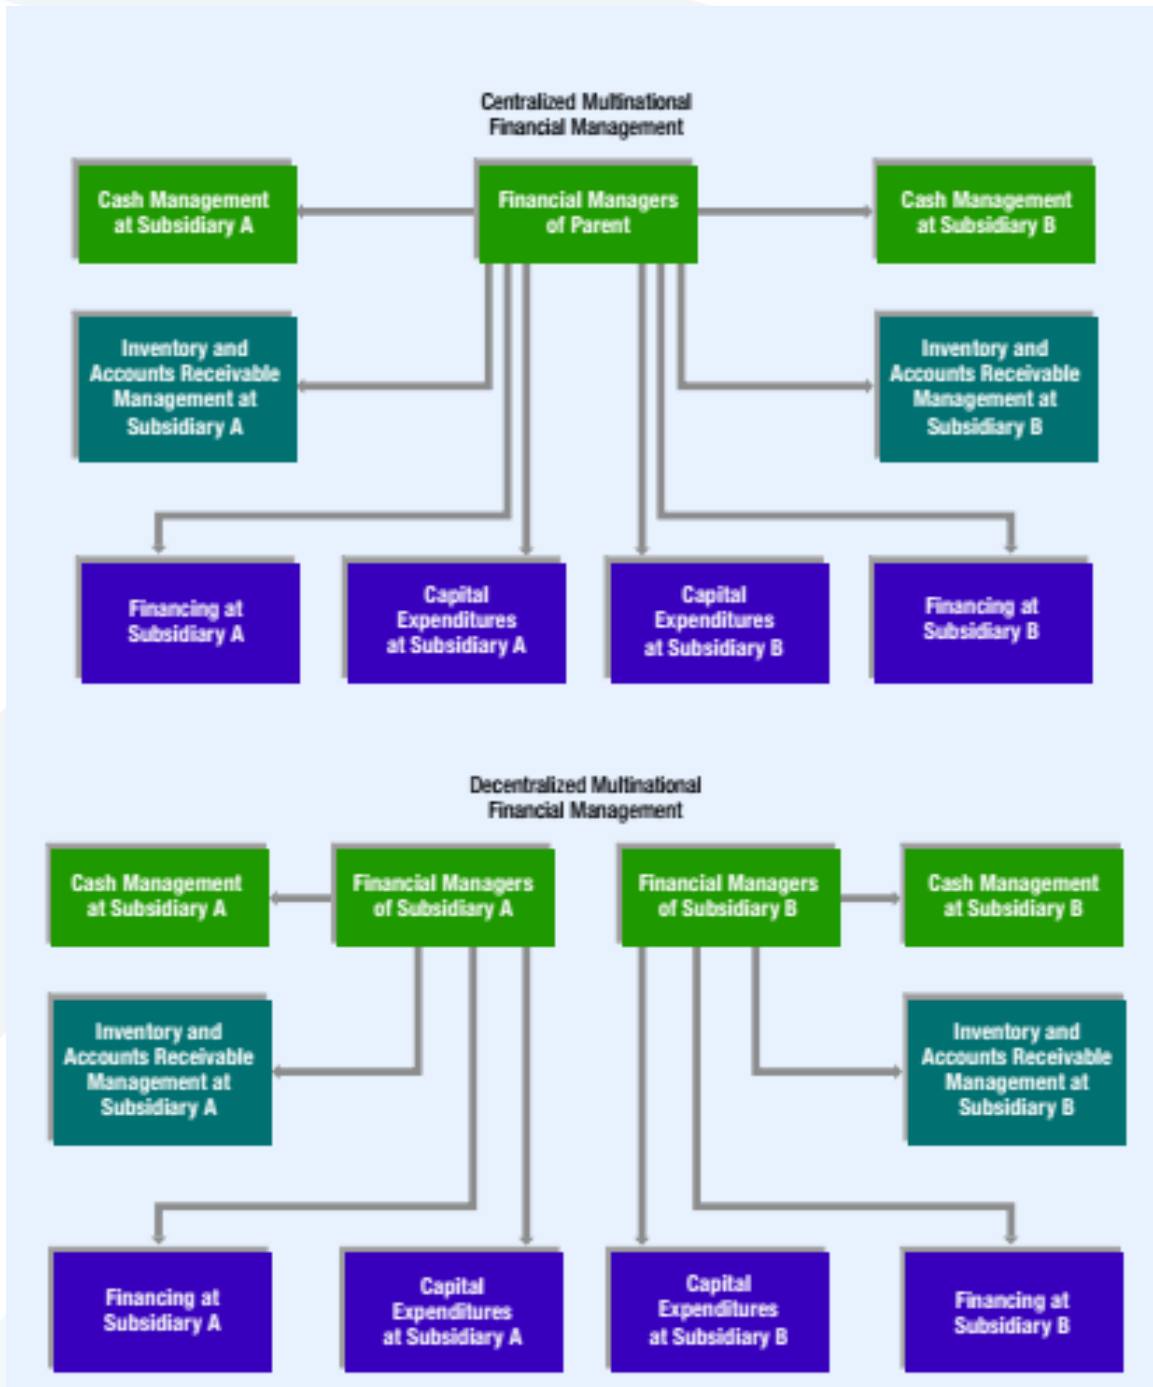 Centralized Multinational
Financial Management
Cash Management
at Subsidiary A
Financial Managers
of Parent
Cash Management
at Subsidiary B
Inventory and
Accounts Receivable
Management at
Subsidiary A
Inventory and
Accounts Receivable
Management at
Subsidiary B
Financing at
Subsidiary A
Capital
Expenditures
at Subsidiary A
Capital
Expenditures
at Subsidiary B
Financing at
Subsidiary B
Decentralized Multinational
Financial Management
Cash Management
at Subsidiary A
Financial Managers
of Subsidiary A
Financial Managers
of Subsidiary B
Cash Management
at Subsidiary B
Inventory and
Accounts Receivable
Management at
Subsidiary A
Inventory and
Accounts Receivable
Management at
Subsidiary B
Financing at
Subsidiary A
Capital
Expenditures
at Subsidiary A
Capital
Expenditures
at Subsidiary B
Financing at
Subsidiary B